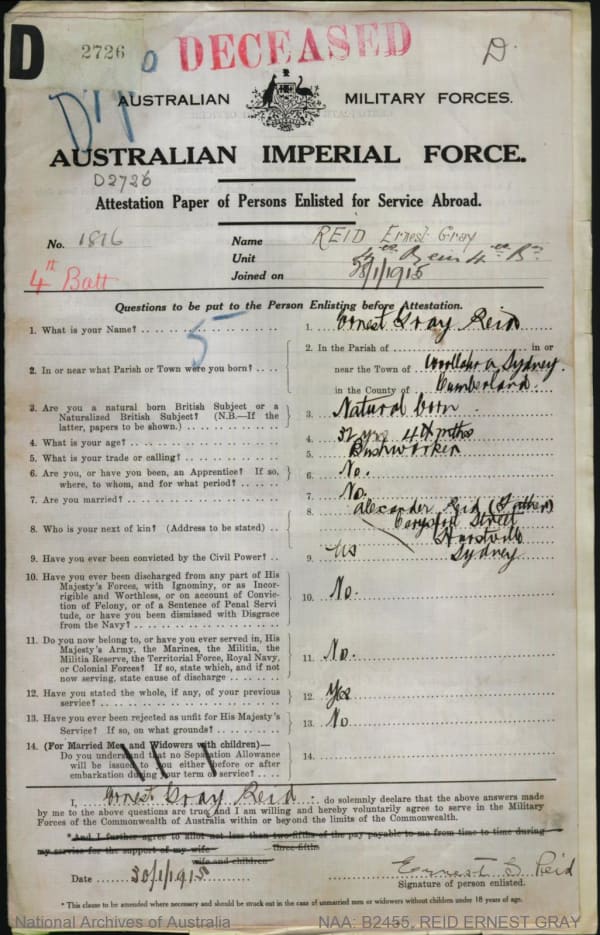 D
2726
DECEASED
D.
AUSTRALIAN MILITARY FORCES.
AUSTRALIAN IMPERIAL FORCE.
D2726
Attestation Paper of Persons Enlisted for Service Abroad.
No. 1816
Name REID Ernest Gray
4th Batt
Unit 4th Rein 4th Bn
Joined on 28/1/1915
Questions to be put to the Person Enlisting before Attestation.
5
1. What is your Name? 1. Ernest Gray Reid
2. In or near what Parish or Town were you born? 2. In the Parish of in or
near the Town of Woollahra, Sydney.
in the County of Cumberland.
3. Are you a natural born British Subject or a
Naturalized British Subject? (N.B.—If the
latter, papers to be shown.) 3. Natural born
4. What is your age? 4. 32 yrs 4 mths
5. What is your trade or calling? 5. Bushworker
6. Are you, or have you been, an Apprentice? If so,
where, to whom, and for what period? 6. No.
7. Are you married? 7. No.
8. Who is your next of kin? (Address to be stated) 8. Alexander Reid (Father)
Carysford Street
Hurstville
Sydney
9. Have you ever been convicted by the Civil Power? 9. No
10. Have you ever been discharged from any part of His
Majesty's Forces, with Ignominy, or as Incor-
rigible and Worthless, or on account of Convic-
tion of Felony, or of a Sentence of Penal Servi
tude, or have you been dismissed with Disgrace
from the Navy? 10. No.
11. Do you now belong to, or have you ever served in, His
Majesty's Army, the Marines, the Militia, the
Militia Reserve, the Territorial Force, Royal Navy,
or Colonial Forces? If so, state which, and if not
now serving, state cause of discharge 11. No.
12. Have you stated the whole, if any, of your previous
service? 12. Yes
13. Have you ever been rejected as unfit for His Majesty's
Service? If so, on what grounds? 13. No
14. (For Married Men and Widowers with children)—
Do you understand that no Separation Allowance
will be issued to you either before or after
embarkation during your term of service? 14.
I, Ernest Gray Reid do solemnly declare that the above answers made
by me to the above questions are true, and I am willing and hereby voluntarily agree to serve in the Military
Forces of the Commonwealth of Australia within or beyond the limits of the Commonwealth.
*And I further agree to allot not less than two-fifths of the pay payable to me from time to time during
my service for the support of my wife three-fifths
wife and children
Date 30/1/1915
Ernest G Reid
Signature of person enlisted.
* This clause to be amended where necessary and should be struck out in the case of unmarried men or widowers without children under 18 years of age.
National Archives of Australia
NAA: B2455, REID ERNEST GRAY